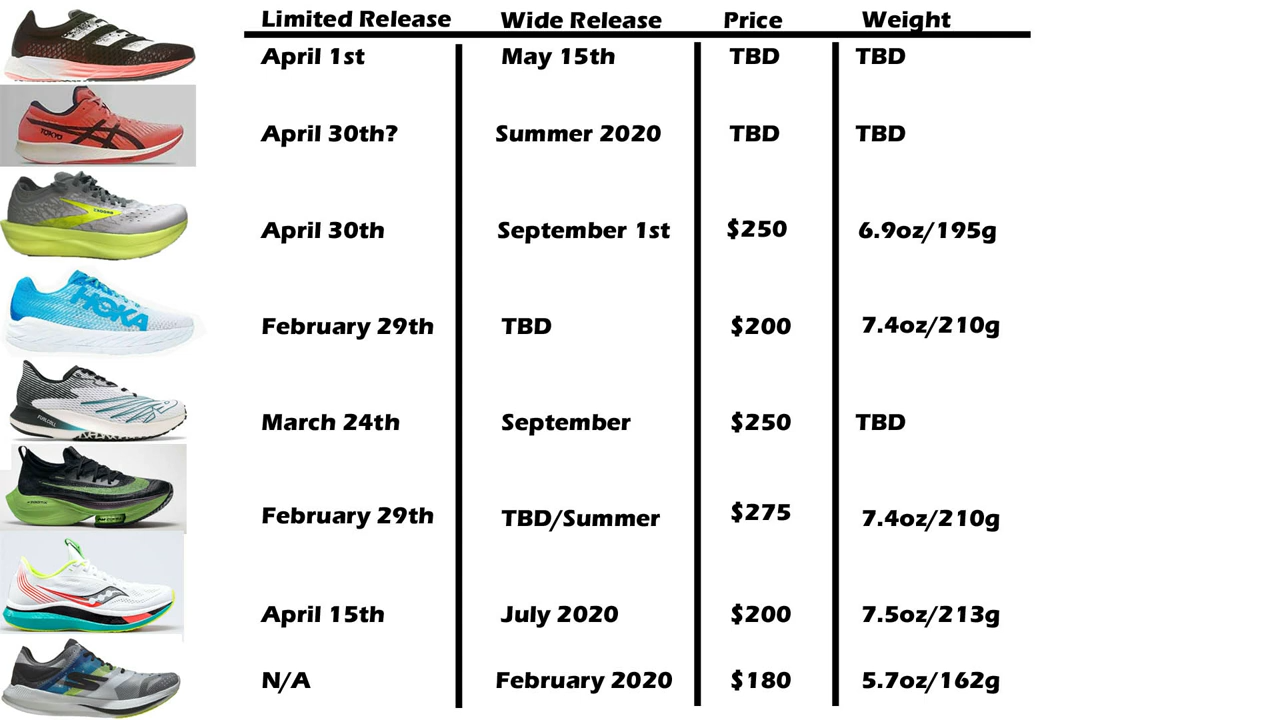 Limited Release Wide Release Price Weight
April 1st May 15th TBD TBD
TOKYO
April 30th? Summer 2020 TBD TBD
April 30th September 1st $250 6.9oz/195g
HOKA
February 29th TBD $200 7.4oz/210g
FUELCELL
March 24th September $250 TBD
February 29th TBD/Summer $275 7.4oz/210g
April 15th July 2020 $200 7.5oz/213g
N/A February 2020 $180 5.7oz/162g